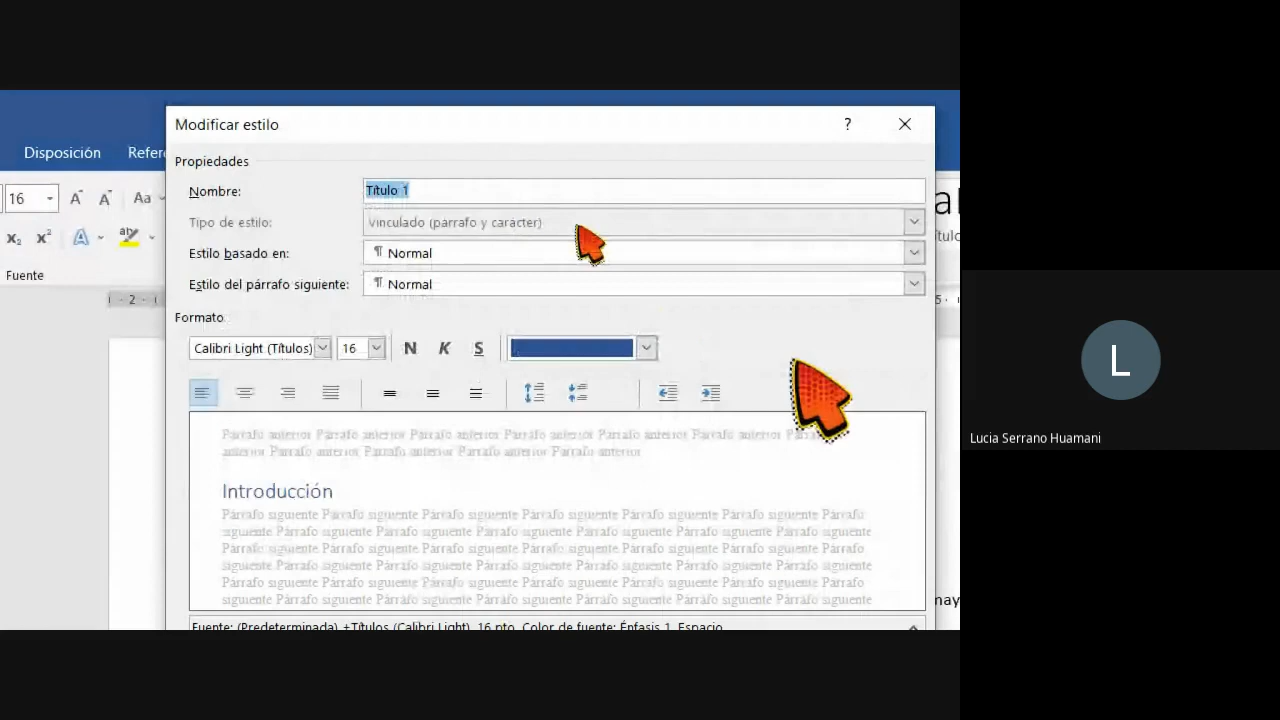 Modificar estilo
?
Disposición
Propiedades
Nombre:
Título 1
16
Aa
Tipo de estilo:
Vinculado (párrafo y carácter)
Estilo basado en:
Normal
Fuente
Estilo del párrafo siguiente:
Normal
2
Formato
Calibri Light (Títulos)
16
N K S
Párrafo anterior Párrafo anterior Párrafo anterior Párrafo anterior Párrafo anterior Párrafo anterior
anterior Párrafo anterior Párrafo anterior Párrafo anterior Párrafo anterior
Introducción
Párrafo siguiente Párrafo siguiente Párrafo siguiente Párrafo siguiente Párrafo siguiente Párrafo siguiente Párrafo
siguiente Párrafo siguiente Párrafo siguiente Párrafo siguiente Párrafo siguiente Párrafo siguiente Párrafo siguiente
Párrafo siguiente Párrafo siguiente Párrafo siguiente Párrafo siguiente Párrafo siguiente Párrafo siguiente Párrafo
siguiente Párrafo siguiente Párrafo siguiente Párrafo siguiente Párrafo siguiente Párrafo siguiente Párrafo siguiente
Párrafo siguiente Párrafo siguiente Párrafo siguiente Párrafo siguiente Párrafo siguiente Párrafo siguiente Párrafo
siguiente Párrafo siguiente Párrafo siguiente Párrafo siguiente Párrafo siguiente Párrafo siguiente Párrafo siguiente
Fuente: (Predeterminada) +Títulos (Calibri Light), 16 pto, Color de fuente: Énfasis 1, Espacio
L
Lucia Serrano Huamani